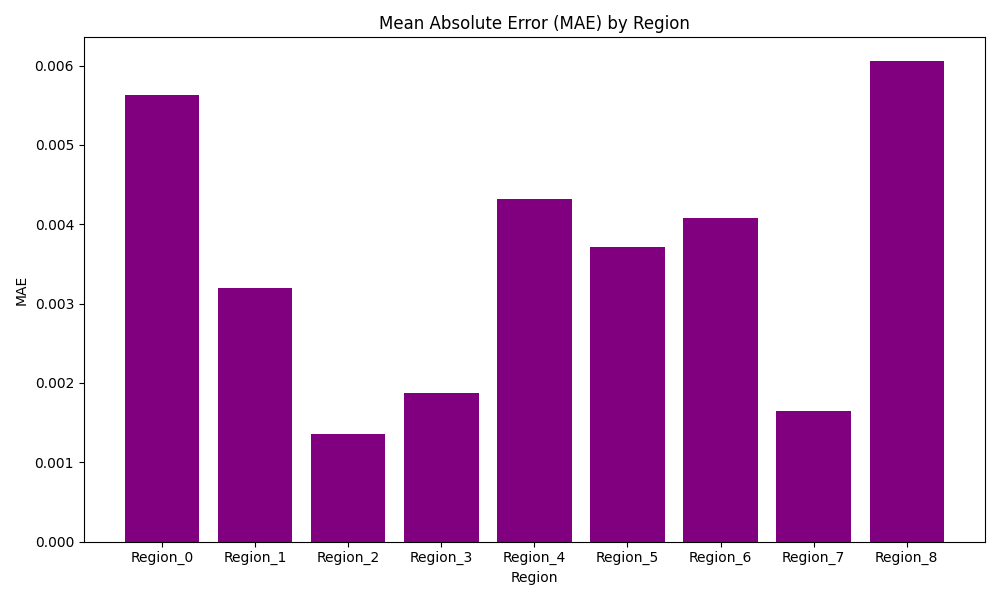 Mean Absolute Error (MAE) by Region
0.006
0.005
0.004
0.003
0.002
0.001
0.000
MAE
Region_0 Region_1 Region_2 Region_3 Region_4 Region_5 Region_6 Region_7 Region_8
Region